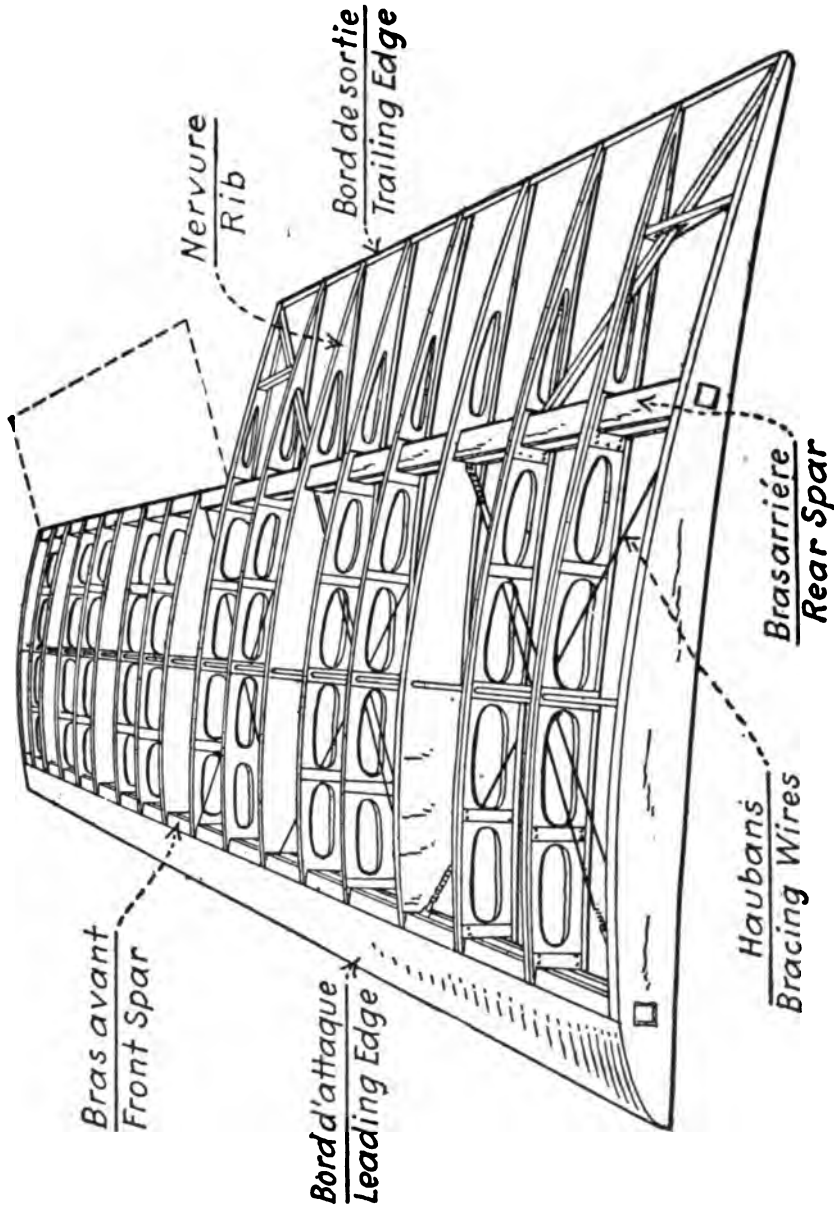 Bras avant
Front Spar
Bord d'attaque
Leading Edge
Nervure
Rib
Bord de sortie
Trailing Edge
Haubans
Bracing Wires
Brasarriére
Rear Spar